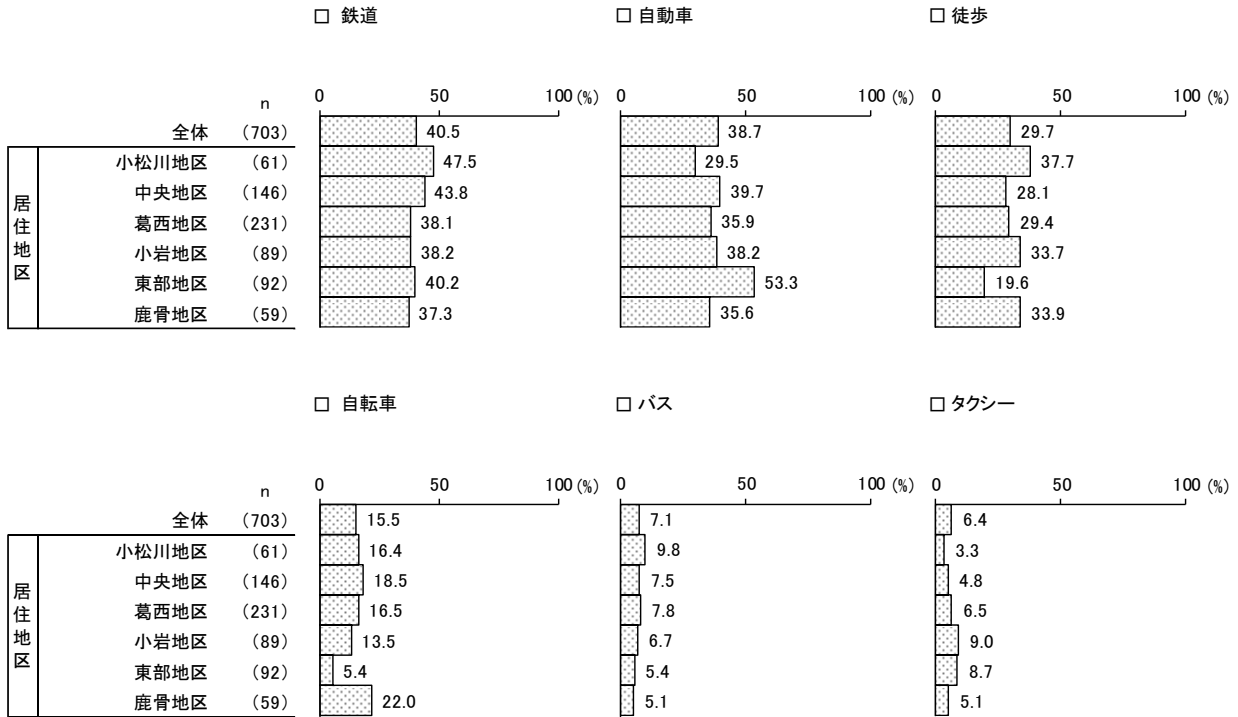 □ 鉄道 □ 自動車 □ 徒歩
n 0 50 100 (%) 0 50 100 (%) 0 50 100 (%)
全体 (703) 40.5 38.7 29.7
居住地区
小松川地区 (61) 47.5 29.5 37.7
中央地区 (146) 43.8 39.7 28.1
葛西地区 (231) 38.1 35.9 29.4
小岩地区 (89) 38.2 38.2 33.7
東部地区 (92) 40.2 53.3 19.6
鹿骨地区 (59) 37.3 35.6 33.9
□ 自転車 □ バス □ タクシー
n 0 50 100 (%) 0 50 100 (%) 0 50 100 (%)
全体 (703) 15.5 7.1 6.4
居住地区
小松川地区 (61) 16.4 9.8 3.3
中央地区 (146) 18.5 7.5 4.8
葛西地区 (231) 16.5 7.8 6.5
小岩地区 (89) 13.5 6.7 9.0
東部地区 (92) 5.4 5.4 8.7
鹿骨地区 (59) 22.0 5.1 5.1